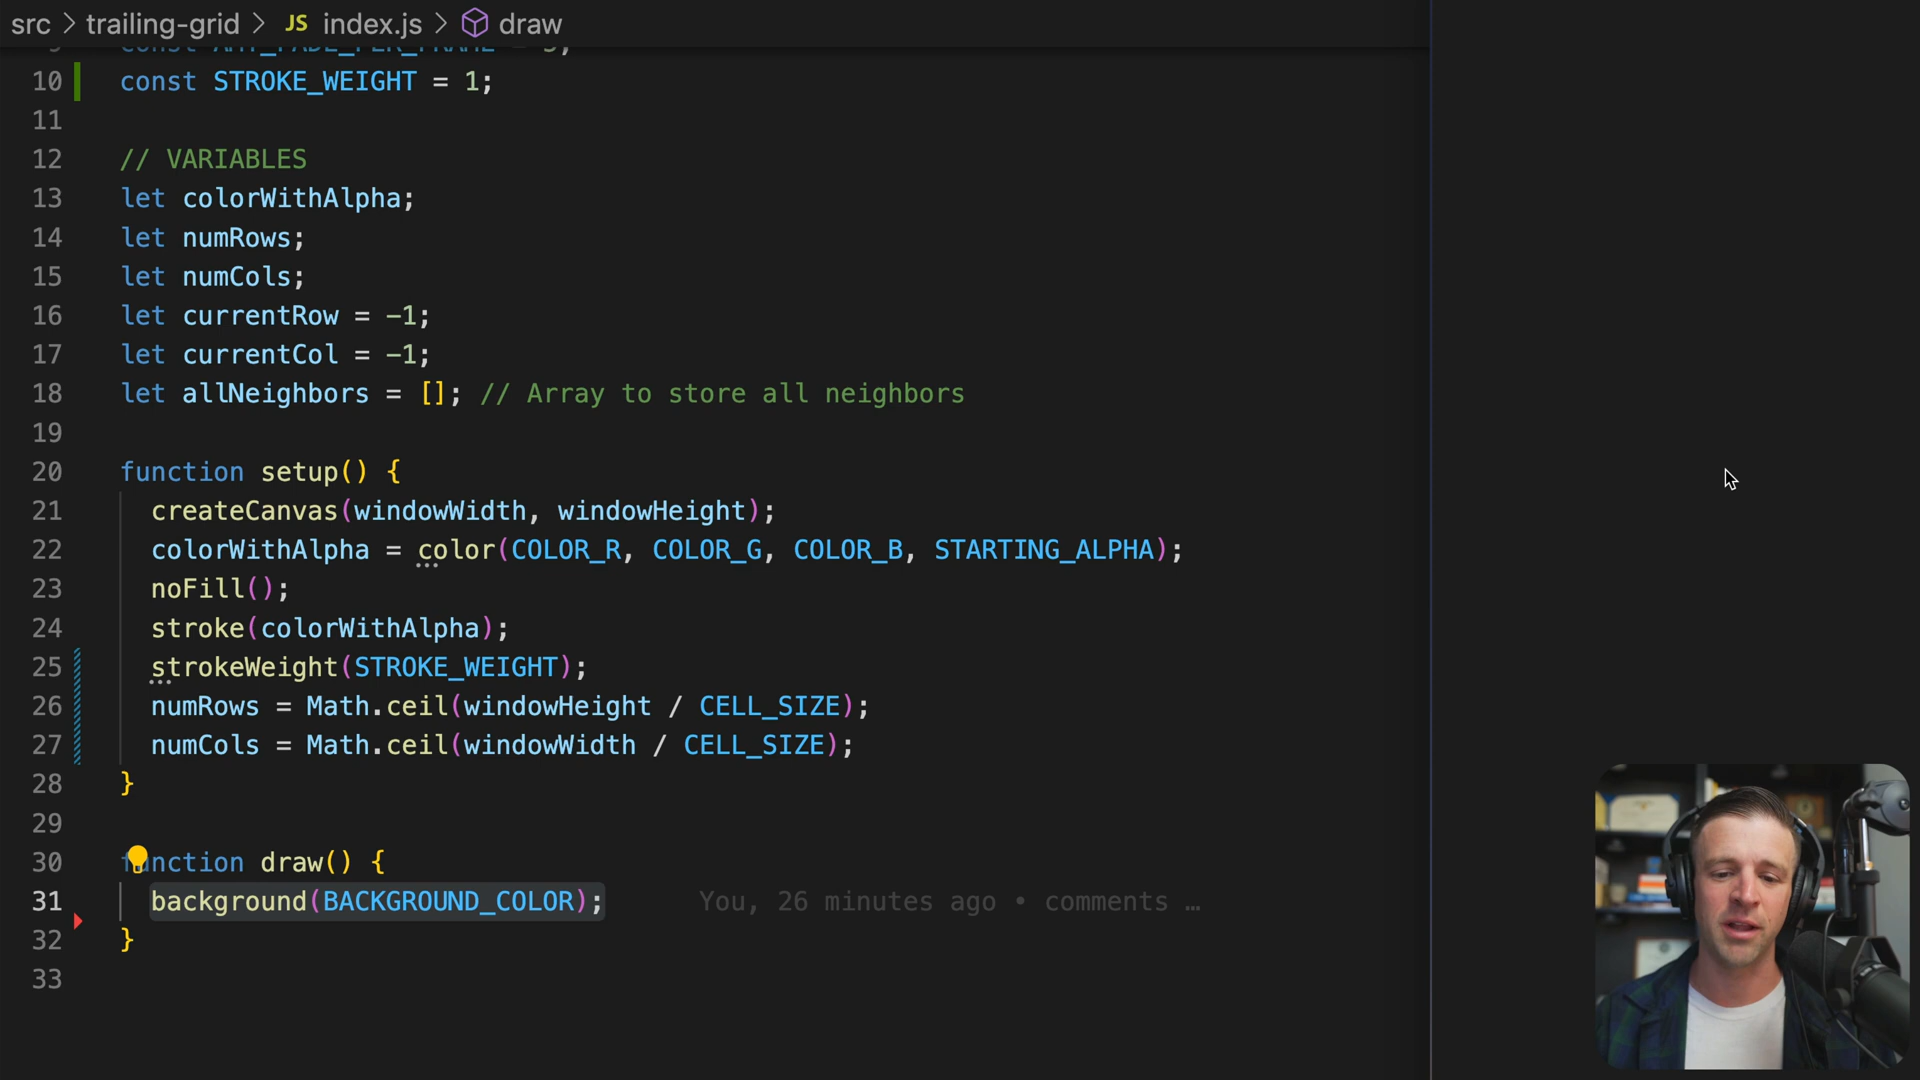 src > trailing-grid > JS index.js > draw
10 const STROKE_WEIGHT = 1;
11
12 // VARIABLES
13 let colorWithAlpha;
14 let numRows;
15 let numCols;
16 let currentRow = -1;
17 let currentCol = -1;
18 let allNeighbors = []; // Array to store all neighbors
19
20 function setup() {
21 createCanvas(windowWidth, windowHeight);
22 colorWithAlpha = color(COLOR_R, COLOR_G, COLOR_B, STARTING_ALPHA);
23 noFill();
24 stroke(colorWithAlpha);
25 strokeWeight(STROKE_WEIGHT);
26 numRows = Math.ceil(windowHeight / CELL_SIZE);
27 numCols = Math.ceil(windowWidth / CELL_SIZE);
28 }
29
30 function draw() {
31 background(BACKGROUND_COLOR); You, 26 minutes ago • comments …
32 }
33